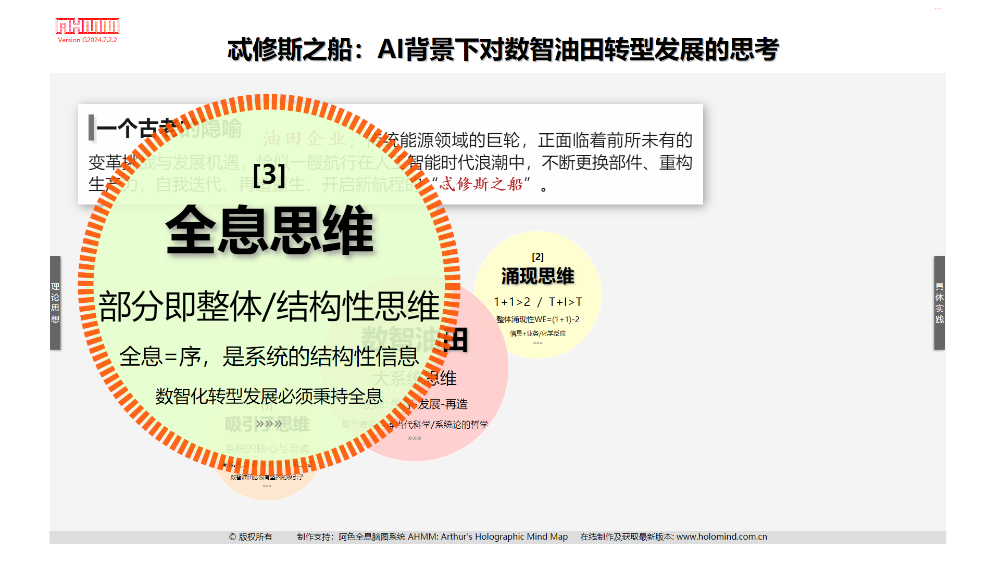 AHMM
Version G2024.7.2.2
忒修斯之船：AI背景下对数智油田转型发展的思考
一个古老的隐喻
油田企业，传统能源领域的巨轮，正面临着前所未有的
变革挑战与发展机遇，恰似一艘航行在人工智能时代浪潮中，不断更换部件、重构
生产力，自我迭代、再造重生、开启新航程的“忒修斯之船”。
[3]
全息思维
部分即整体/结构性思维
全息=序，是系统的结构性信息
数智化转型发展必须秉持全息
»»»
[2]
涌现思维
1+1>2 / T+I>T
整体涌现性WE=(1+1)-2
信息+业务/化学反应
»»»
数智油田
大系统思维
使命: 生存-发展-再造
基于复杂性等当代科学/系统论的哲学
»»»
[1]
吸引子思维
系统的核心与灵魂
数智油田必须有坚固的吸引子
»»»
理论思想
具体实践
© 版权所有 制作支持：阿色全息脑图系统 AHMM: Arthur's Holographic Mind Map 在线制作及获取最新版本: www.holomind.com.cn